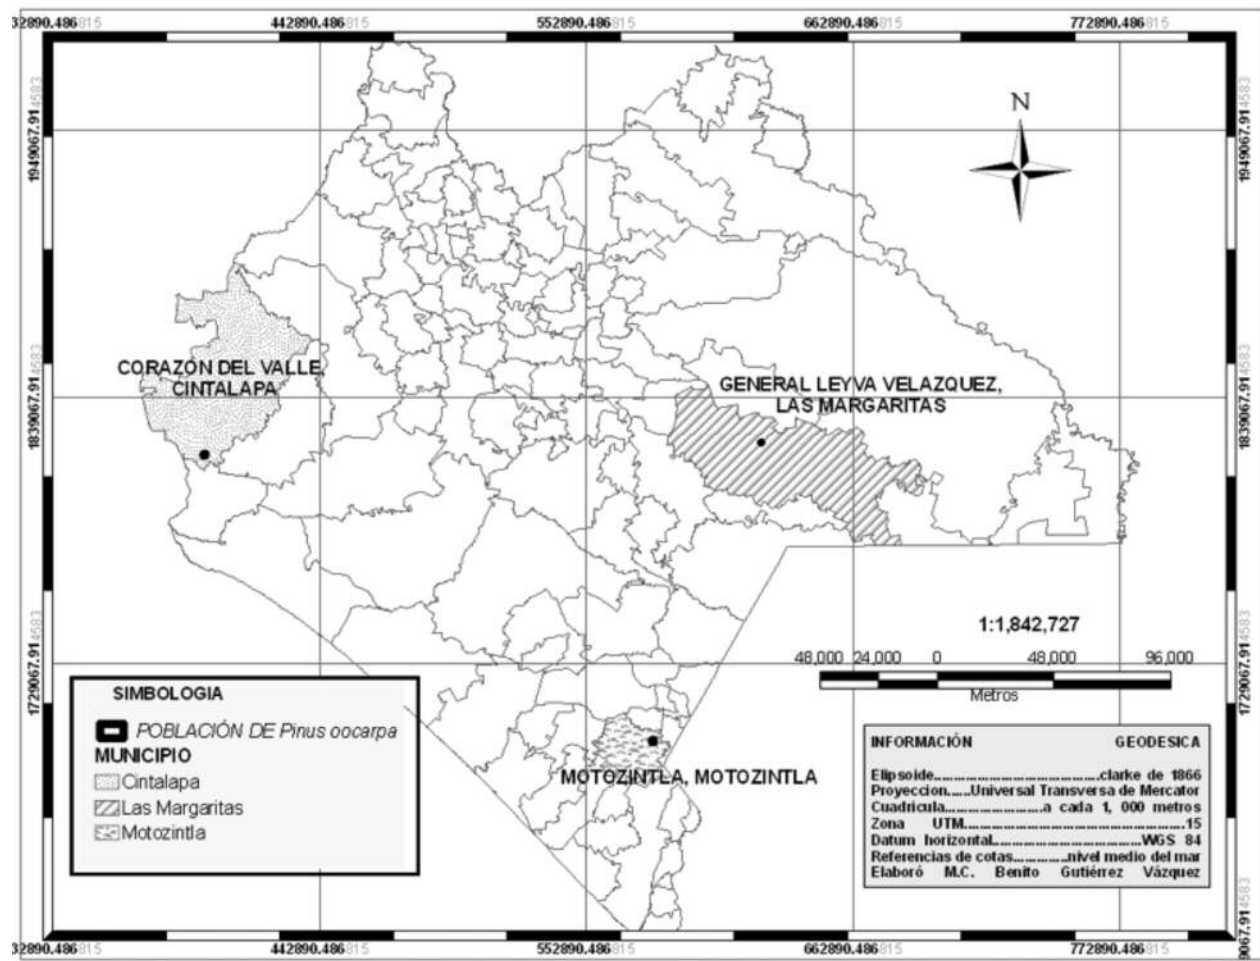 32890.486815 442890.486815 552890.486815 662890.486815 772890.486815
1949067.914583
1949067.914583
N
CORAZÓN DEL VALLE,
CINTALAPA
GENERAL LEYVA VELAZQUEZ,
LAS MARGARITAS
1839067.914583
1839067.914583
1:1,842,727
48,000 24,000 0 48,000 96,000
Metros
1729067.914583
1729067.914583
SIMBOLOGIA
POBLACIÓN DE Pinus oocarpa
MUNICIPIO
Cintalapa
Las Margaritas
Motozintla
MOTOZINTLA, MOTOZINTLA
INFORMACIÓN GEODESICA
Elipsoide.............................................clarke de 1866
Proyeccion......Universal Transversa de Mercator
Cuadricula..........................a cada 1, 000 metros
Zona UTM............................................................15
Datum horizontal........................................WGS 84
Referencias de cotas...............nivel medio del mar
Elaboró M.C. Benito Gutiérrez Vázquez
9067.914583
32890.486815 442890.486815 552890.486815 662890.486815 772890.486815